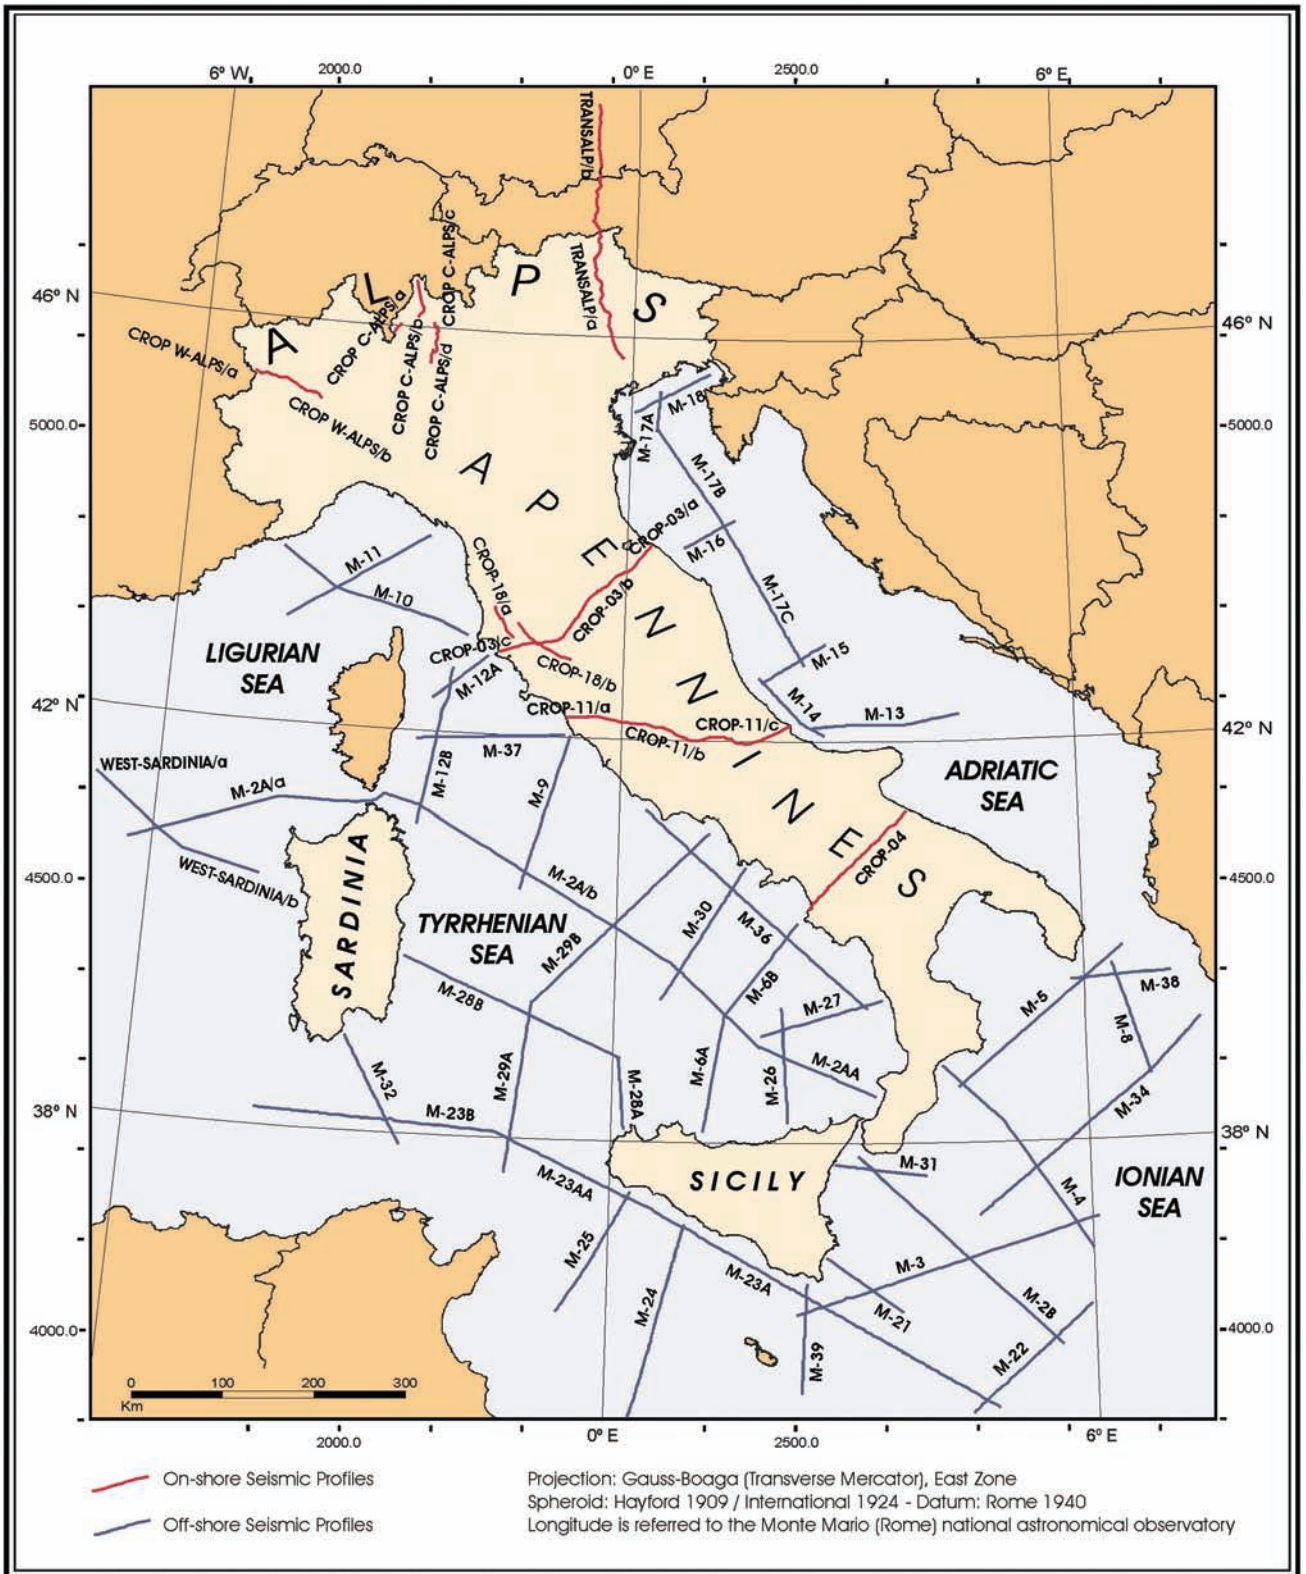 6° W
2000.0
0° E
2500.0
6° E
TRANSALP/b
TRANSALP/a
CROP C-ALPS/c
A L P S
46° N
46° N
CROP W-ALPS/a
CROP C-ALPS/a
CROP C-ALPS/b
CROP C-ALPS/d
CROP W-ALPS/b
5000.0
5000.0
M-18
M-17A
M-17B
A P E N N I N E S
CROP-03/a
M-16
M-11
M-10
CROP-18/a
CROP-03/b
M-17C
LIGURIAN
SEA
CROP-03/c
CROP-18/b
M-12A
M-15
M-14
M-13
42° N
42° N
CROP-11/a
CROP-11/b
CROP-11/c
M-37
M-12B
M-9
WEST-SARDINIA/a
M-2A/a
WEST-SARDINIA/b
ADRIATIC
SEA
SARDINIA
CROP-04
4500.0
4500.0
M-2A/b
TYRRHENIAN
SEA
M-29B
M-30
M-36
M-6B
M-28B
M-27
M-5
M-38
M-8
M-29A
M-28A
M-6A
M-26
M-2AA
M-32
M-23B
M-34
38° N
38° N
SICILY
M-31
M-23AA
M-4
IONIAN
SEA
M-25
M-24
M-23A
M-3
M-21
M-2B
M-22
M-39
4000.0
4000.0
0 100 200 300
Km
2000.0
0° E
2500.0
6° E
On-shore Seismic Profiles
Off-shore Seismic Profiles
Projection: Gauss-Boaga (Transverse Mercator), East Zone
Spheroid: Hayford 1909 / International 1924 - Datum: Rome 1940
Longitude is referred to the Monte Mario (Rome) national astronomical observatory